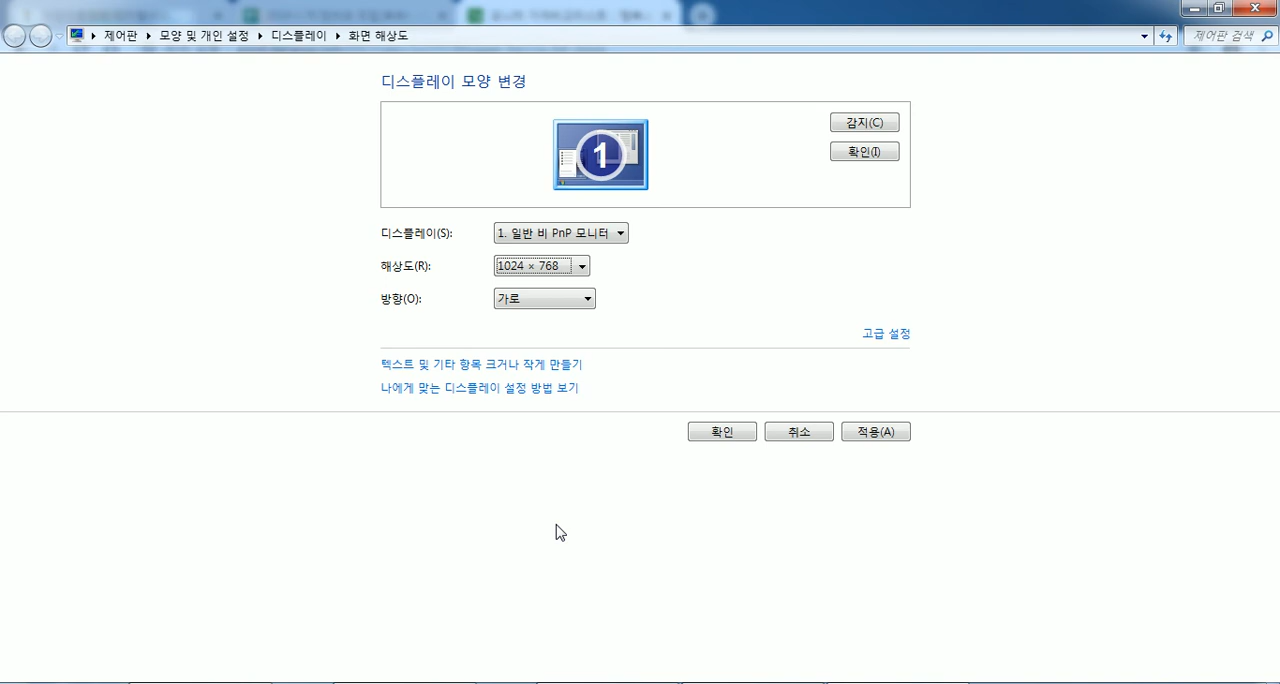 제어판 모양 및 개인 설정 디스플레이 화면 해상도
제어판 검색
디스플레이 모양 변경
1
감지(C)
확인(I)
디스플레이(S): 1. 일반 비 PnP 모니터
해상도(R): 1024 × 768
방향(O): 가로
고급 설정
텍스트 및 기타 항목 크거나 작게 만들기
나에게 맞는 디스플레이 설정 방법 보기
확인 취소 적용(A)